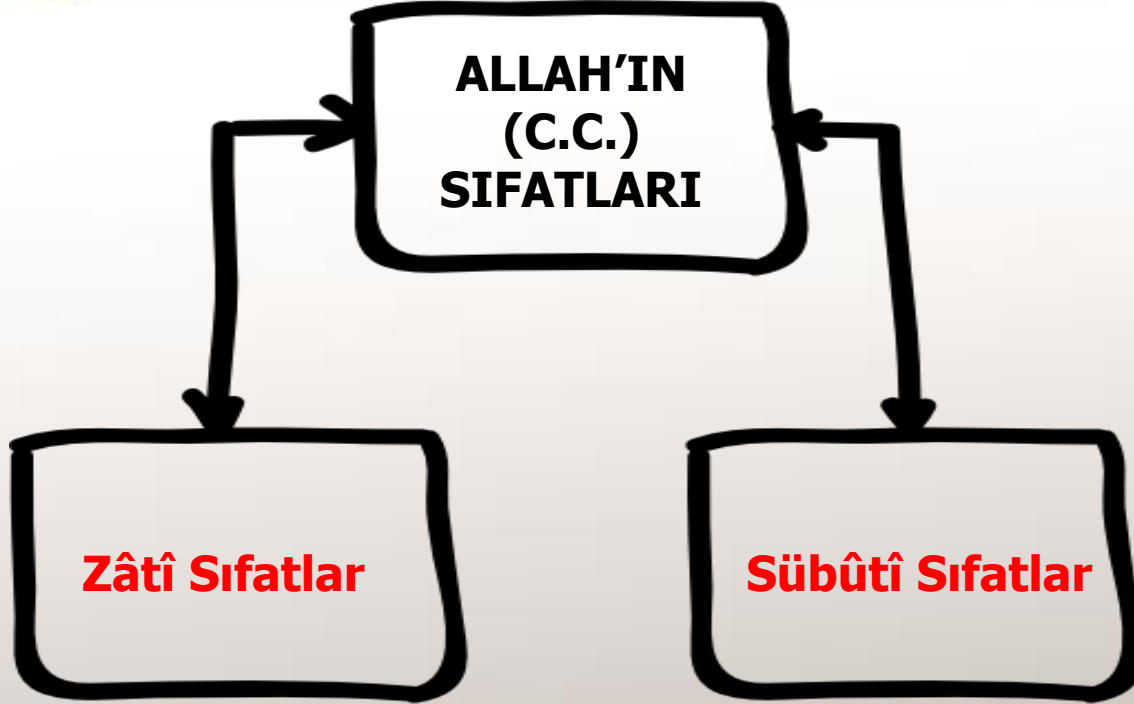 ALLAH’IN
(C.C.)
SIFATLARI
Zâtî Sıfatlar
Sübûtî Sıfatlar